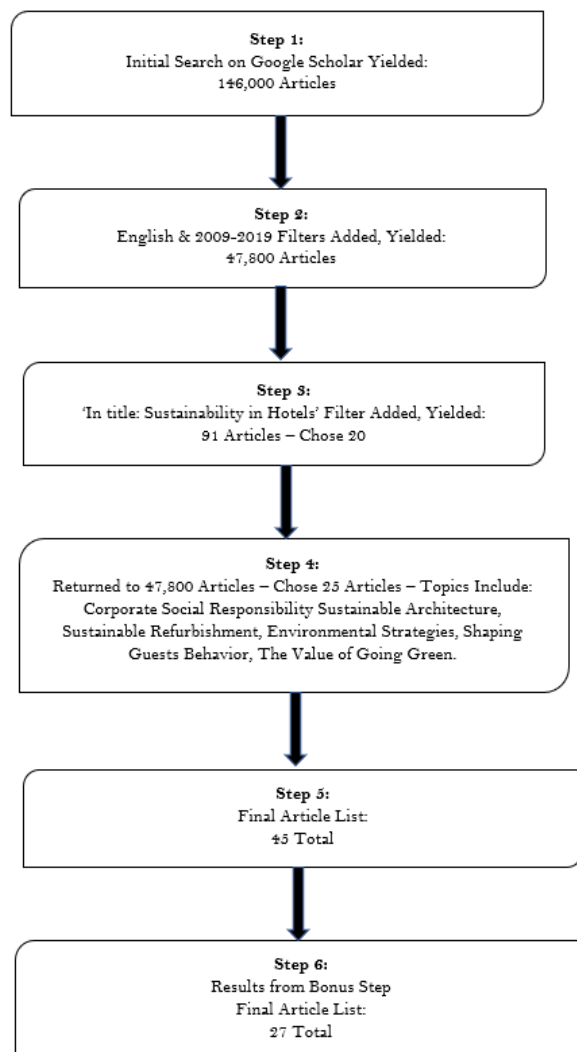 Step 1:
Initial Search on Google Scholar Yielded:
146,000 Articles
Step 2:
English & 2009-2019 Filters Added, Yielded:
47,800 Articles
Step 3:
'In title: Sustainability in Hotels' Filter Added, Yielded:
91 Articles – Chose 20
Step 4:
Returned to 47,800 Articles – Chose 25 Articles – Topics Include:
Corporate Social Responsibility Sustainable Architecture,
Sustainable Refurbishment, Environmental Strategies, Shaping
Guests Behavior, The Value of Going Green.
Step 5:
Final Article List:
45 Total
Step 6:
Results from Bonus Step
Final Article List:
27 Total